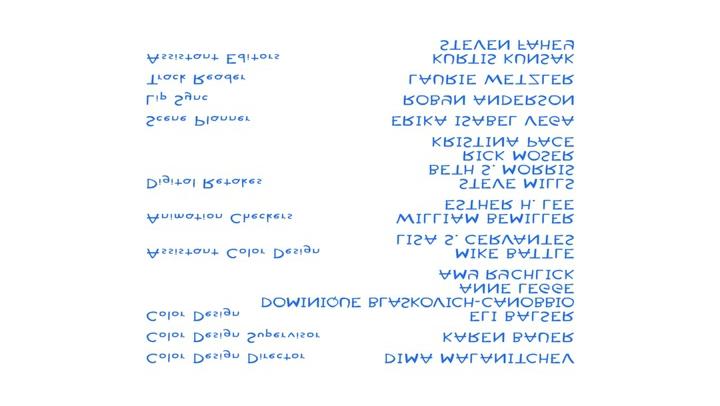 Color Design Director DIMA MALANITCHEV
Color Design Supervisor KAREN BAUER
Color Design ELI BALSER
DOMINIQUE BLASKOVICH-CANOBBIO
ANNE LEGGE
AMY RYCHLICK
Assistant Color Design MIKE BATTLE
LISA S. CERVANTES
Animation Checkers WILLIAM BEMILLER
ESTHER H. LEE
Digital Retakes STEVE MILLS
BETH S. MORRIS
RICK MOSER
KRISTINA PACE
Scene Planner ERIKA ISABEL VEGA
Lip Sync ROBYN ANDERSON
Track Reader LAURIE WETZLER
Assistant Editors KURTIS KUNSAK
STEVEN FAHEY